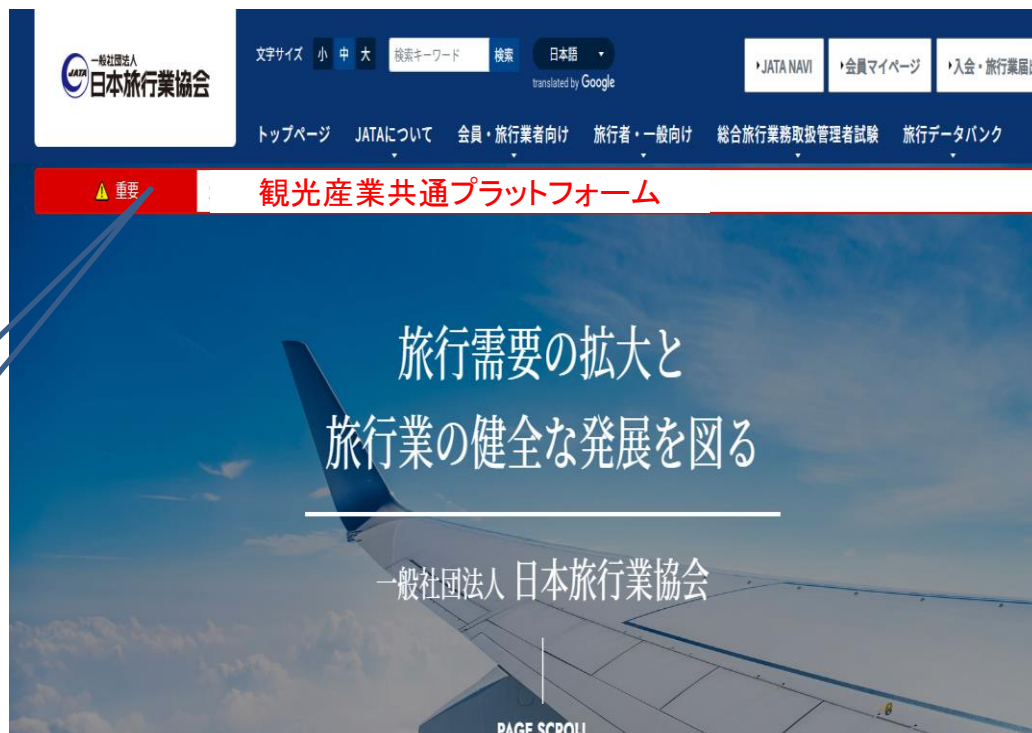 一般社団法人
JATA 日本旅行業協会
文字サイズ 小 中 大 検索キーワード 検索 日本語
translated by Google
JATA NAVI 会員マイページ 入会・旅行業届出
トップページ JATAについて 会員・旅行業者向け 旅行者・一般向け 総合旅行業務取扱管理者試験 旅行データバンク
重要 観光産業共通プラットフォーム
旅行需要の拡大と
旅行業の健全な発展を図る
一般社団法人 日本旅行業協会
PAGE SCROLL